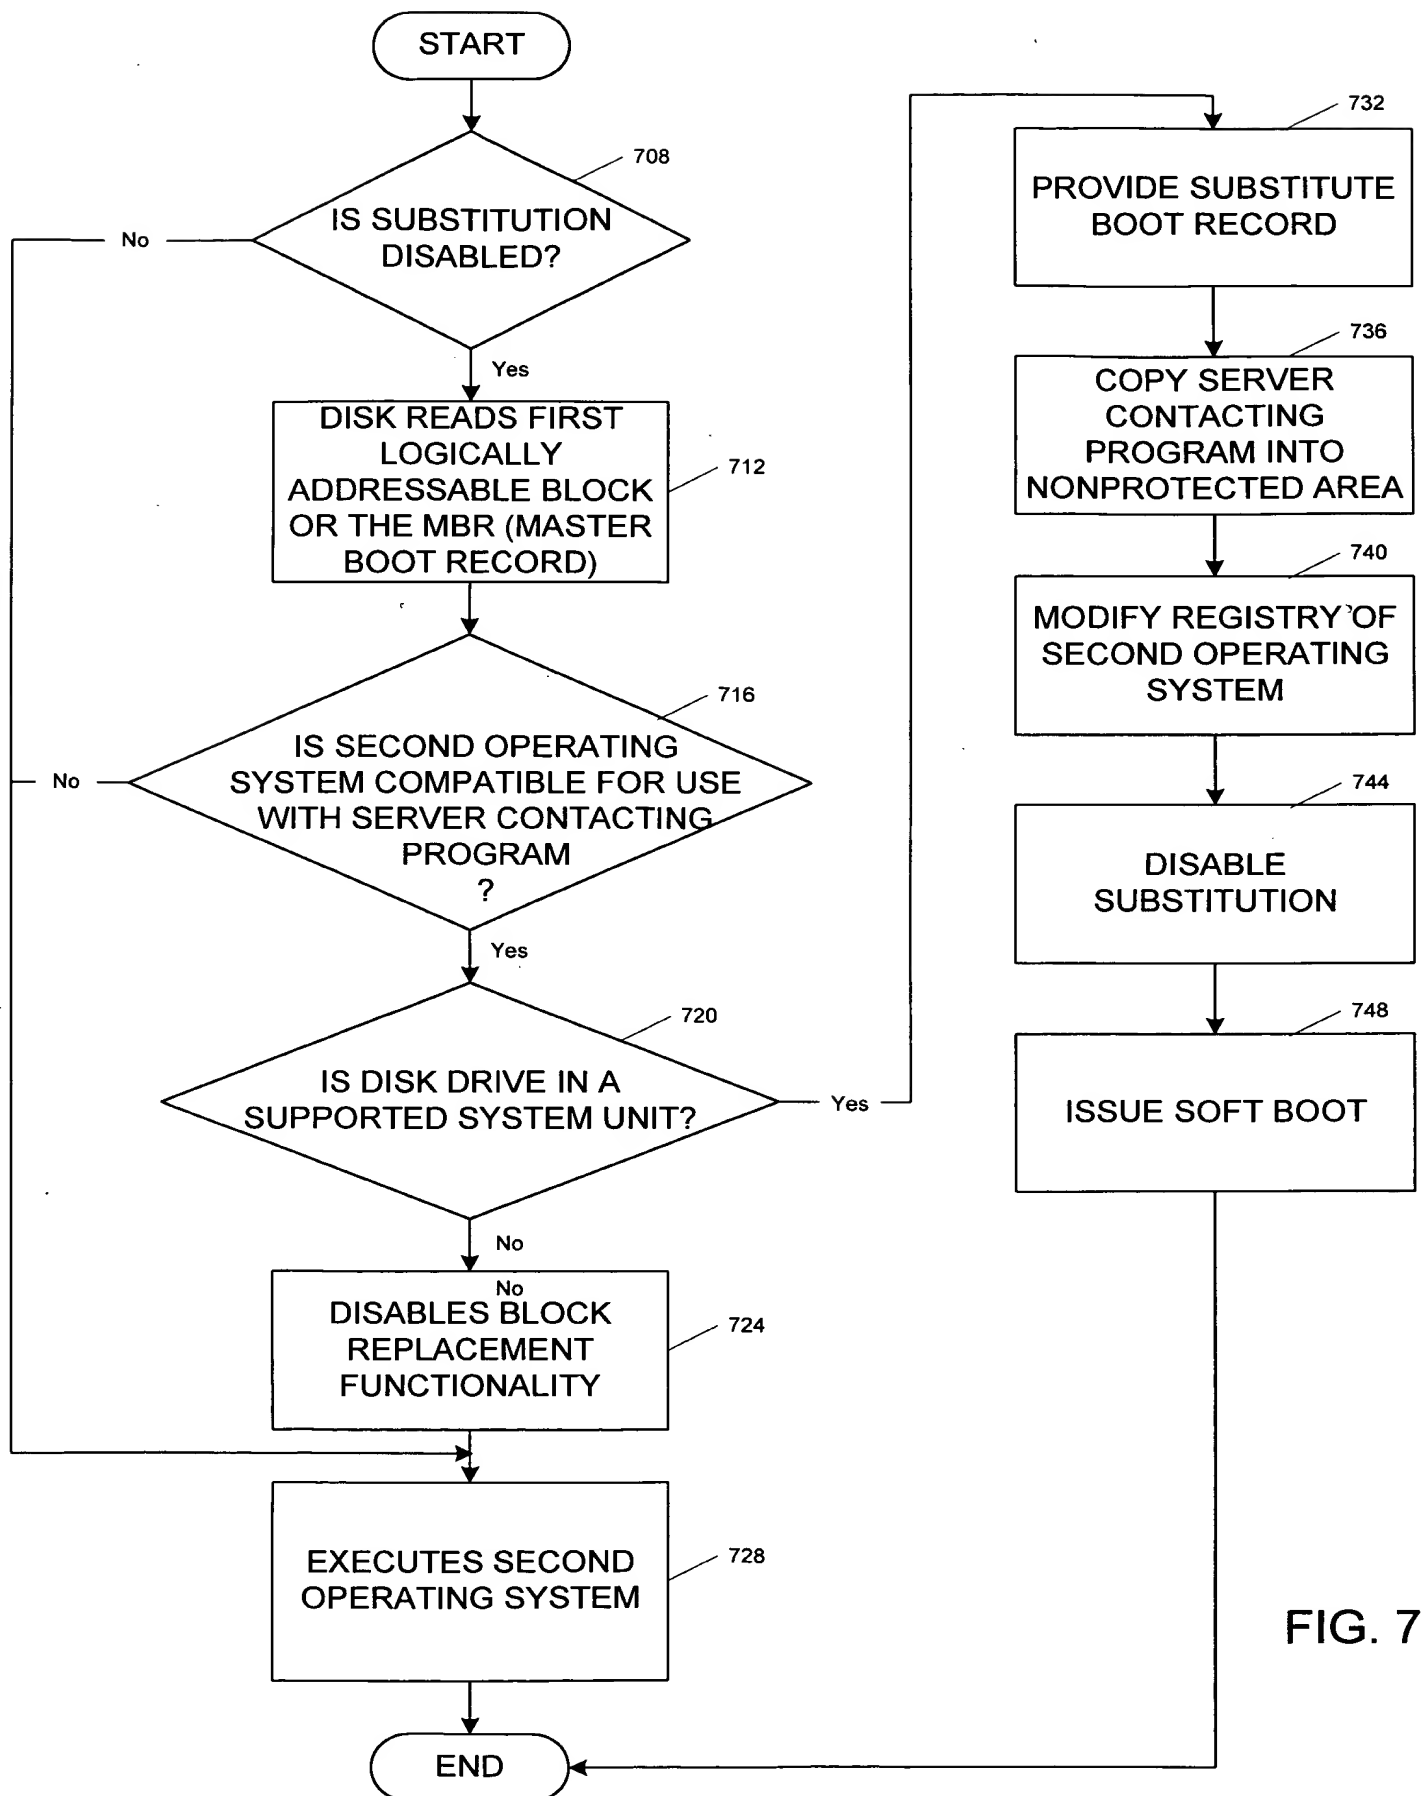 START
708
IS SUBSTITUTION
DISABLED?
No
Yes
DISK READS FIRST
LOGICALLY
ADDRESSABLE BLOCK
OR THE MBR (MASTER
BOOT RECORD)
712
716
IS SECOND OPERATING
SYSTEM COMPATIBLE FOR USE
WITH SERVER CONTACTING
PROGRAM
?
No
Yes
720
IS DISK DRIVE IN A
SUPPORTED SYSTEM UNIT?
Yes
No
No
DISABLES BLOCK
REPLACEMENT
FUNCTIONALITY
724
EXECUTES SECOND
OPERATING SYSTEM
728
END
732
PROVIDE SUBSTITUTE
BOOT RECORD
736
COPY SERVER
CONTACTING
PROGRAM INTO
NONPROTECTED AREA
740
MODIFY REGISTRY OF
SECOND OPERATING
SYSTEM
744
DISABLE
SUBSTITUTION
748
ISSUE SOFT BOOT
FIG. 7